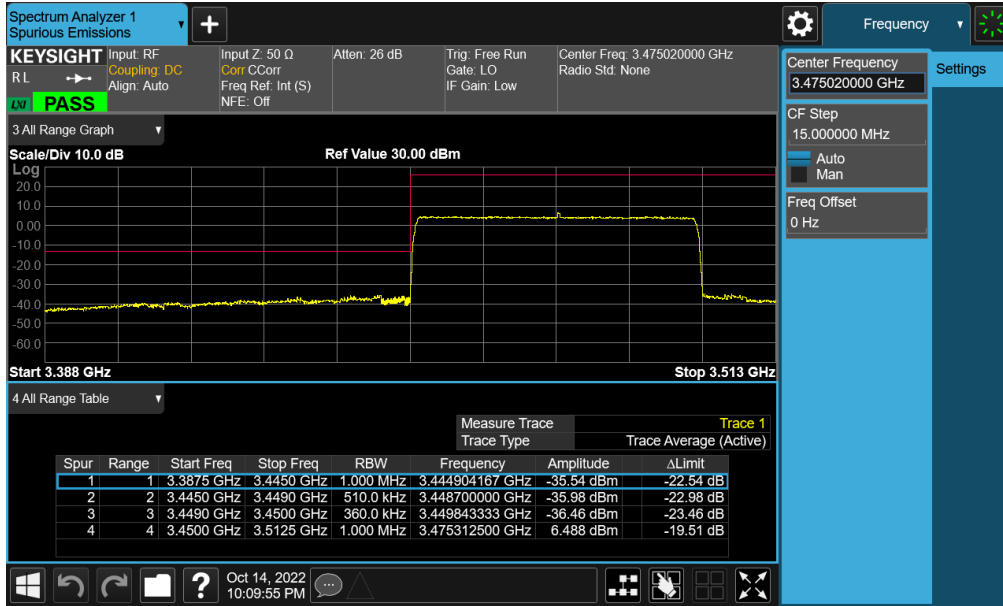 Spectrum Analyzer 1
Spurious Emissions
Frequency
KEYSIGHT
R L
LXI
PASS
Input: RF
Coupling: DC
Align: Auto
Input Z: 50 Ω
Corr CCorr
Freq Ref: Int (S)
NFE: Off
Atten: 26 dB
Trig: Free Run
Gate: LO
IF Gain: Low
Center Freq: 3.475020000 GHz
Radio Std: None
Center Frequency
3.475020000 GHz
Settings
CF Step
15.000000 MHz
Auto
Man
Freq Offset
0 Hz
3 All Range Graph
Scale/Div 10.0 dB
Ref Value 30.00 dBm
Log
20.0
10.0
0.00
-10.0
-20.0
-30.0
-40.0
-50.0
-60.0
Start 3.388 GHz
Stop 3.513 GHz
4 All Range Table
Measure Trace Trace 1
Trace Type Trace Average (Active)
Spur Range Start Freq Stop Freq RBW Frequency Amplitude ΔLimit
1 1 3.3875 GHz 3.4450 GHz 1.000 MHz 3.444904167 GHz -35.54 dBm -22.54 dB
2 2 3.4450 GHz 3.4490 GHz 510.0 kHz 3.448700000 GHz -35.98 dBm -22.98 dB
3 3 3.4490 GHz 3.4500 GHz 360.0 kHz 3.449843333 GHz -36.46 dBm -23.46 dB
4 4 3.4500 GHz 3.5125 GHz 1.000 MHz 3.475312500 GHz 6.488 dBm -19.51 dB
Oct 14, 2022
10:09:55 PM